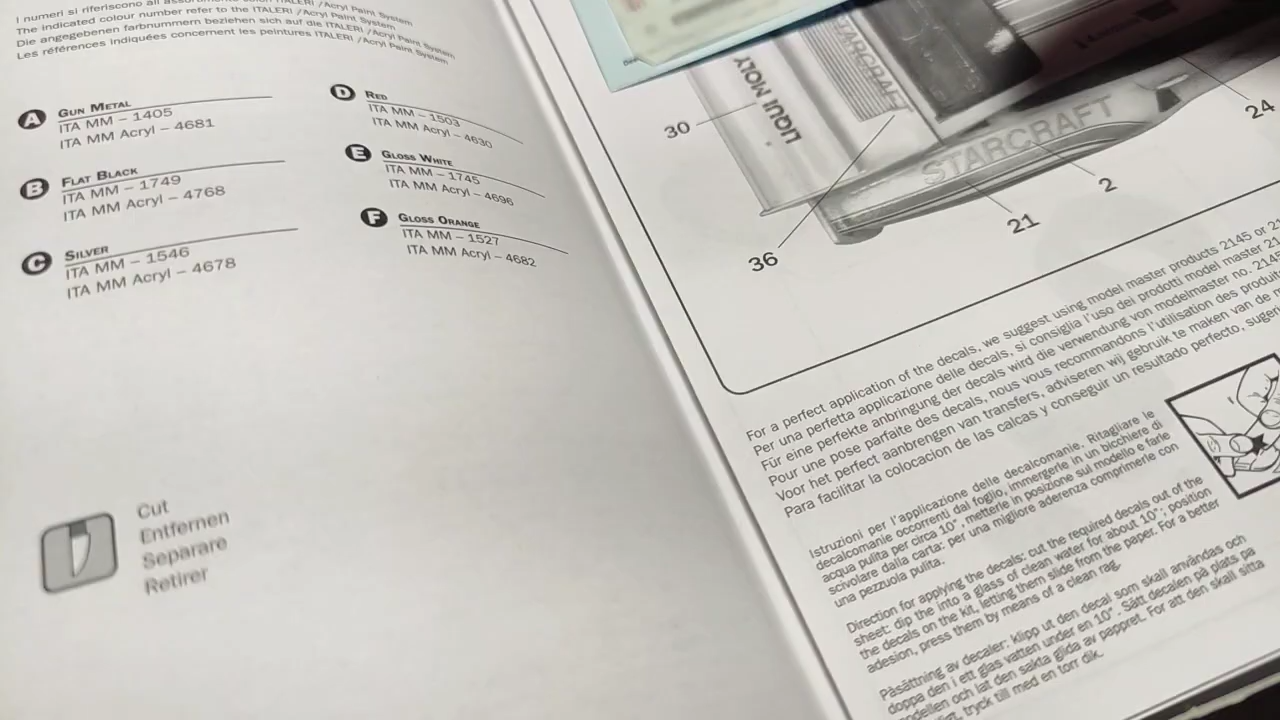 I numeri si riferiscono all'assortimento colori ITALERI /Acryl Paint System
The indicated colour number refer to the ITALERI /Acryl Paint System
Die angegebenen farbnummern beziehen sich auf die ITALERI /Acryl Paint System
Les références indiquées concernent les peintures ITALERI /Acryl Paint System
A GUN METAL
ITA MM – 1405
ITA MM Acryl – 4681
B FLAT BLACK
ITA MM – 1749
ITA MM Acryl – 4768
C SILVER
ITA MM – 1546
ITA MM Acryl – 4678
D RED
ITA MM – 1503
ITA MM Acryl – 4630
E GLOSS WHITE
ITA MM – 1745
ITA MM Acryl – 4696
F GLOSS ORANGE
ITA MM – 1527
ITA MM Acryl – 4682
Cut
Entfernen
Separare
Retirer
LIQUI MOLY
STARCRAFT
STARCRAFT
30
36
21
2
24
For a perfect application of the decals, we suggest using model master products 2145 or
Per una perfetta applicazione delle decals, si consiglia l'uso dei prodotti model master
Für eine perfekte anbringung der decals wird die verwendung von modelmaster no. 2145
Pour une pose parfaite des decals, nous vous recommandons l'utilisation des produits
Voor het perfect aanbrengen van transfers, adviseren wij gebruik te maken van de
Para facilitar la colocacion de las calcas y conseguir un resultado perfecto,
Istruzioni per l'applicazione delle decalcomanie. Ritagliare le
decalcomanie occorrenti dal foglio, immergerle in un bicchiere di
acqua pulita per circa 10", metterle in posizione sul modello e farle
scivolare dalla carta: per una migliore aderenza comprimerle con
una pezzuola pulita.
Direction for applying the decals: cut the required decals out of the
sheet: dip the into a glass of clean water for about 10"; position
the decals on the kit, letting them slide from the paper. For a better
adesion, press them by means of a clean rag.
Påsättning av decaler: klipp ut den decal som skall användas och
doppa den i ett glas vatten under en 10". Sätt decalen på plats pa
modellen och lat den sakta glida av pappret. For att den skall sitta
tryck till med en torr dik.